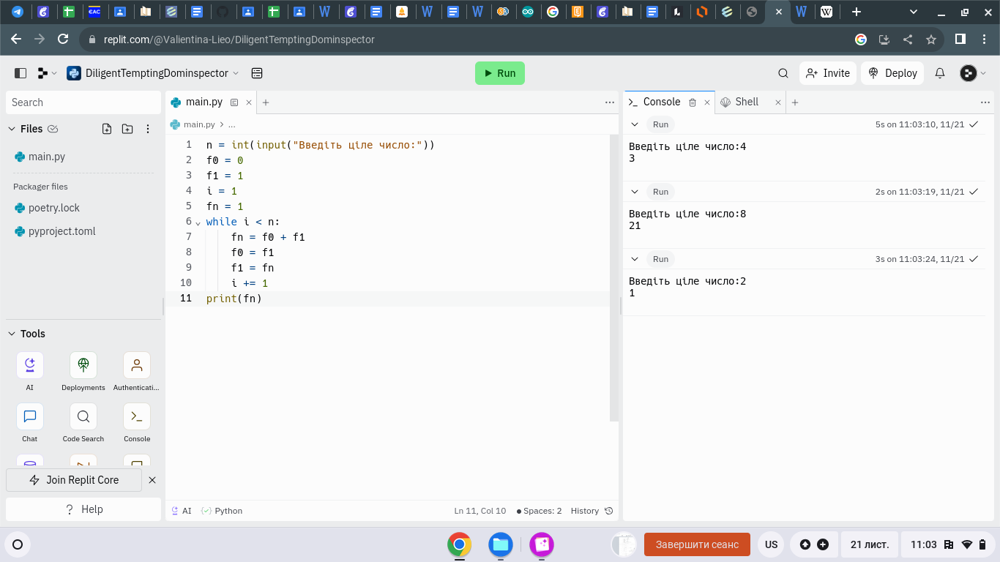 CAC
replit.com/@Valientina-Lieo/DiligentTemptingDominspector
DiligentTemptingDominspector
Run
Invite
Deploy
Search
Files
main.py
Packager files
poetry.lock
pyproject.toml
Tools
AI
Deployments
Authenticati...
Chat
Code Search
Console
Join Replit Core
Help
main.py
main.py > ...
1 n = int(input("Введіть ціле число:"))
2 f0 = 0
3 f1 = 1
4 i = 1
5 fn = 1
6 while i < n:
7 fn = f0 + f1
8 f0 = f1
9 f1 = fn
10 i += 1
11 print(fn)
AI
Python
Ln 11, Col 10
Spaces: 2
History
Console
Shell
Run
5s on 11:03:10, 11/21
Введіть ціле число:4
3
Run
2s on 11:03:19, 11/21
Введіть ціле число:8
21
Run
3s on 11:03:24, 11/21
Введіть ціле число:2
1
Завершити сеанс
US
21 лист.
11:03